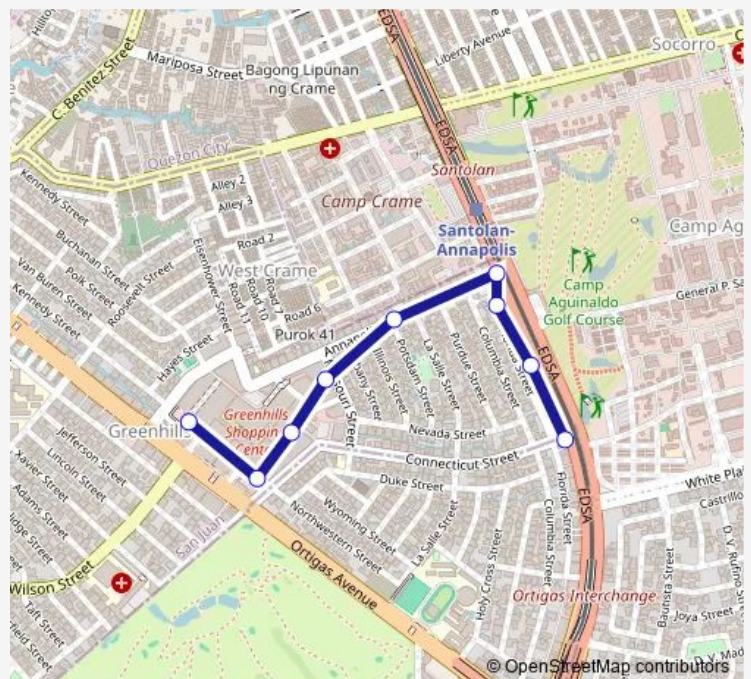 EDSA
Liberty Avenue
Socorro
C. Benitez Street
Mariposa Street
Bagong Lipunan
ng Crame
Quezon City
EDSA
Santolan
Kennedy Street
Alley 2
Alley 3
Camp Crame
Santolan-
Annapolis
Camp Ag
Buchanan Street
Road 2
Eisenhower Street
West Crame
Van Buren Street
Polk Street
Roosevelt Street
Road 7
Road 10
Road 11
Road 6
Camp
Aguinaldo
Golf Course
Kennedy Street
Purok 41
Hayes Street
La Salle Street
Purdue Street
Columbia Street
EDSA
Illinois Street
Potsdam Street
Greenhills
Greenhills
Jefferson Street
Nevada Street
Connecticut Street
Xavier Street
Lincoln Street
Duke Street
White Pla
Adams Street
Florida Street
Columbia Street
EDSA
San Juan
Wyoming Street
Northwestern Street
La Salle Street
Holy Cross Street
Ortigas Avenue
Wilson Street
Taft Street
Ortigas Interchange
Bautista Street
Joya Street
© OpenStreetMap contributors